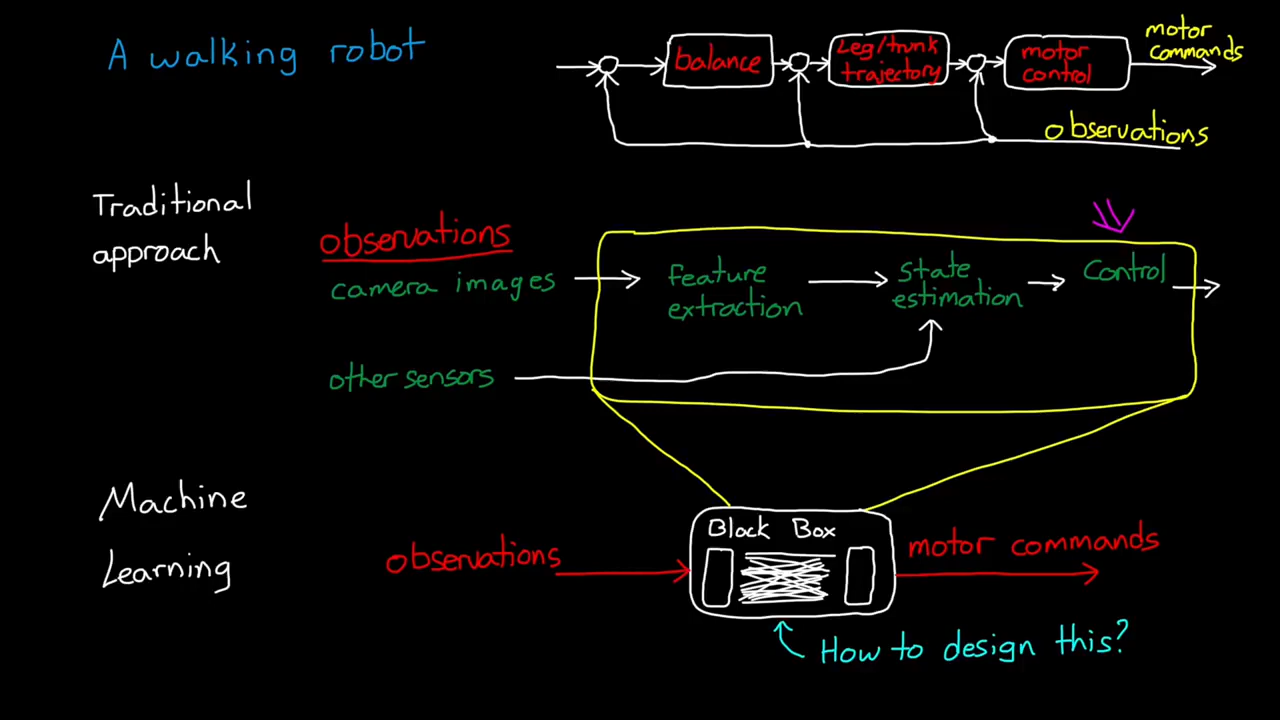 A walking robot
balance
Leg/trunk
trajectory
motor
control
motor
commands
observations
Traditional
approach
observations
camera images
feature
extraction
state
estimation
Control
other sensors
Machine
Learning
observations
Black Box
motor commands
How to design this?